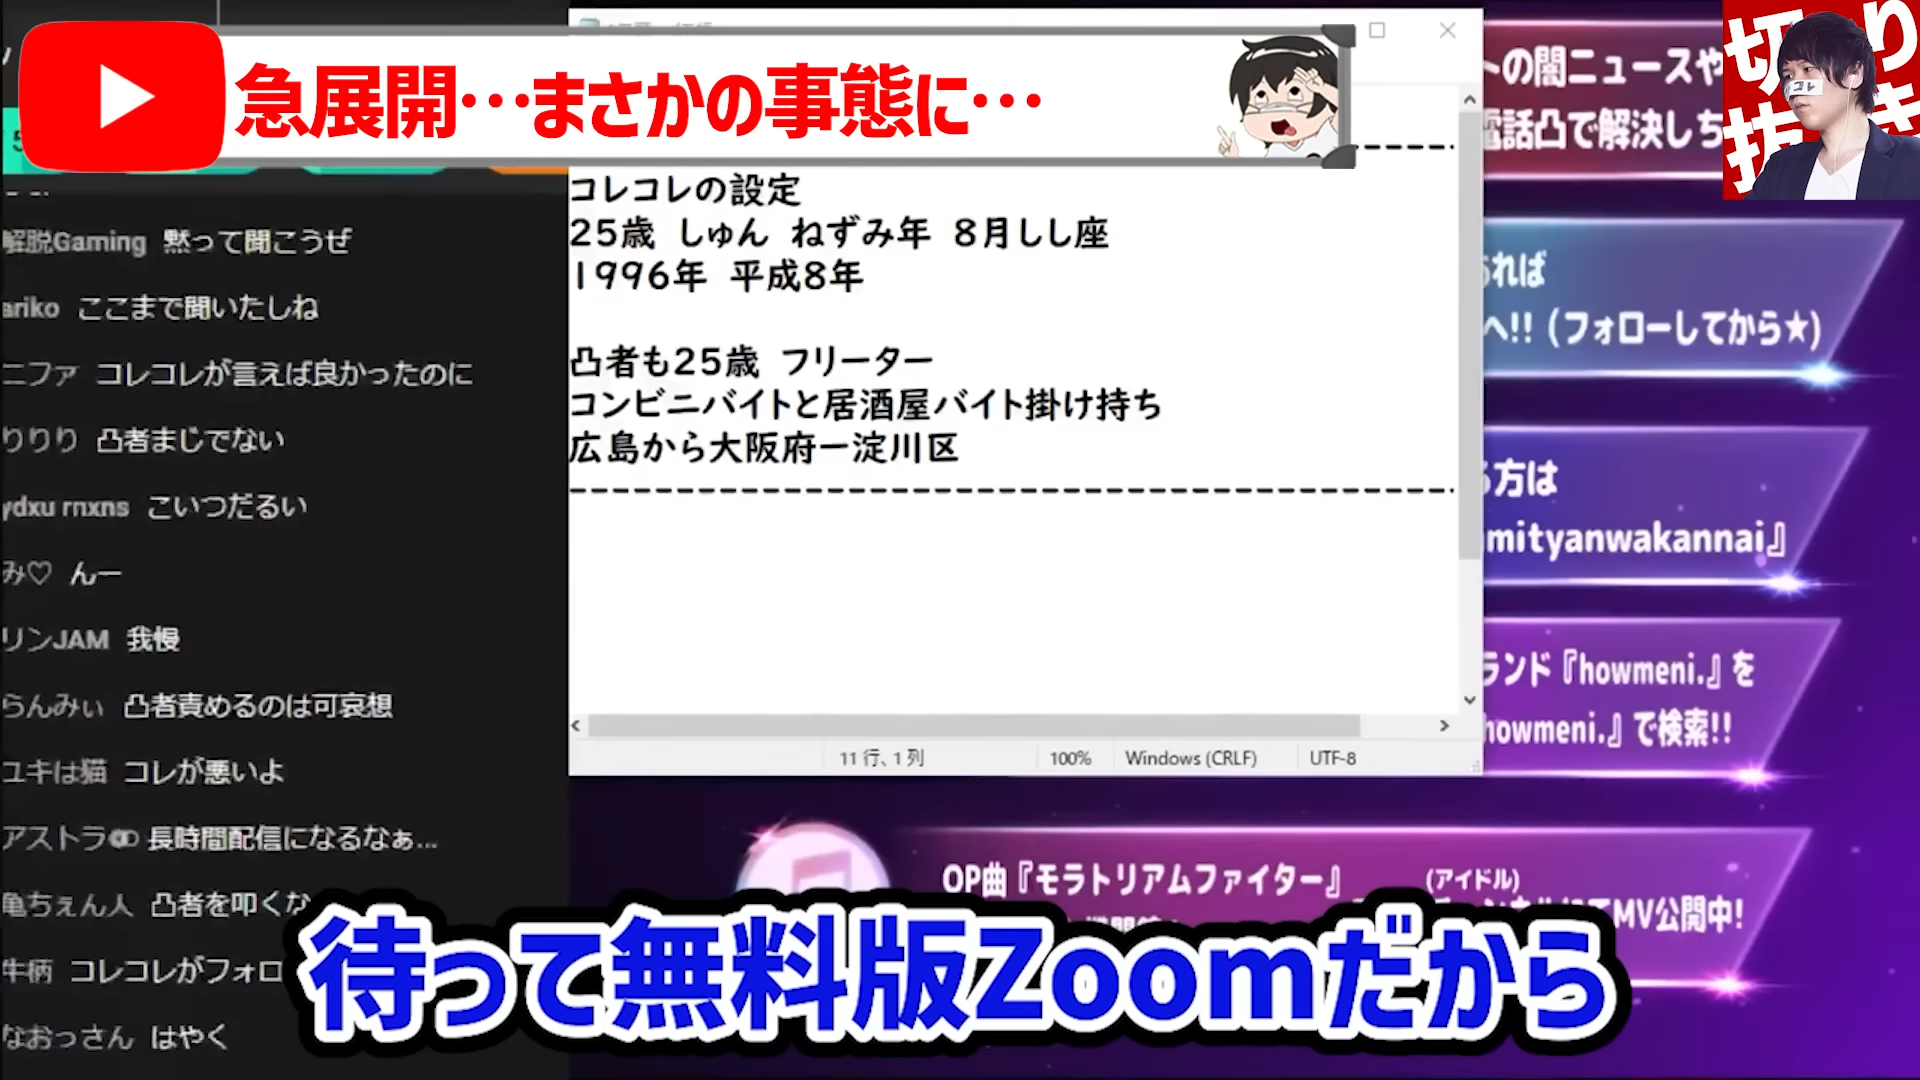 急展開…まさかの事態に…
切り抜き
コレ
コレコレの設定
25歳 しゅん ねずみ年 8月しし座
1996年 平成8年
凸者も25歳 フリーター
コンビニバイトと居酒屋バイト掛け持ち
広島から大阪府ー淀川区
11 行、1 列
100%
Windows (CRLF)
UTF-8
解脱Gaming 黙って聞こうぜ
ariko ここまで聞いたしね
ニファ コレコレが言えば良かったのに
りりり 凸者まじでない
ydxu rnxns こいつだるい
み♡ んー
リンJAM 我慢
らんみぃ 凸者責めるのは可哀想
ユキは猫 コレが悪いよ
アストラ 長時間配信になるなぁ...
亀ちぇん人 凸者を叩くな
牛柄 コレコレがフォロ
なおっさん はやく
トの闇ニュースや
電話凸で解決しち
あれば
へ!! (フォローしてから★)
る方は
mityanwakannai』
ランド『howmeni.』を
howmeni.』で検索!!
OP曲『モラトリアムファイター』
(アイドル)
MV公開中!
待って無料版Zoomだから